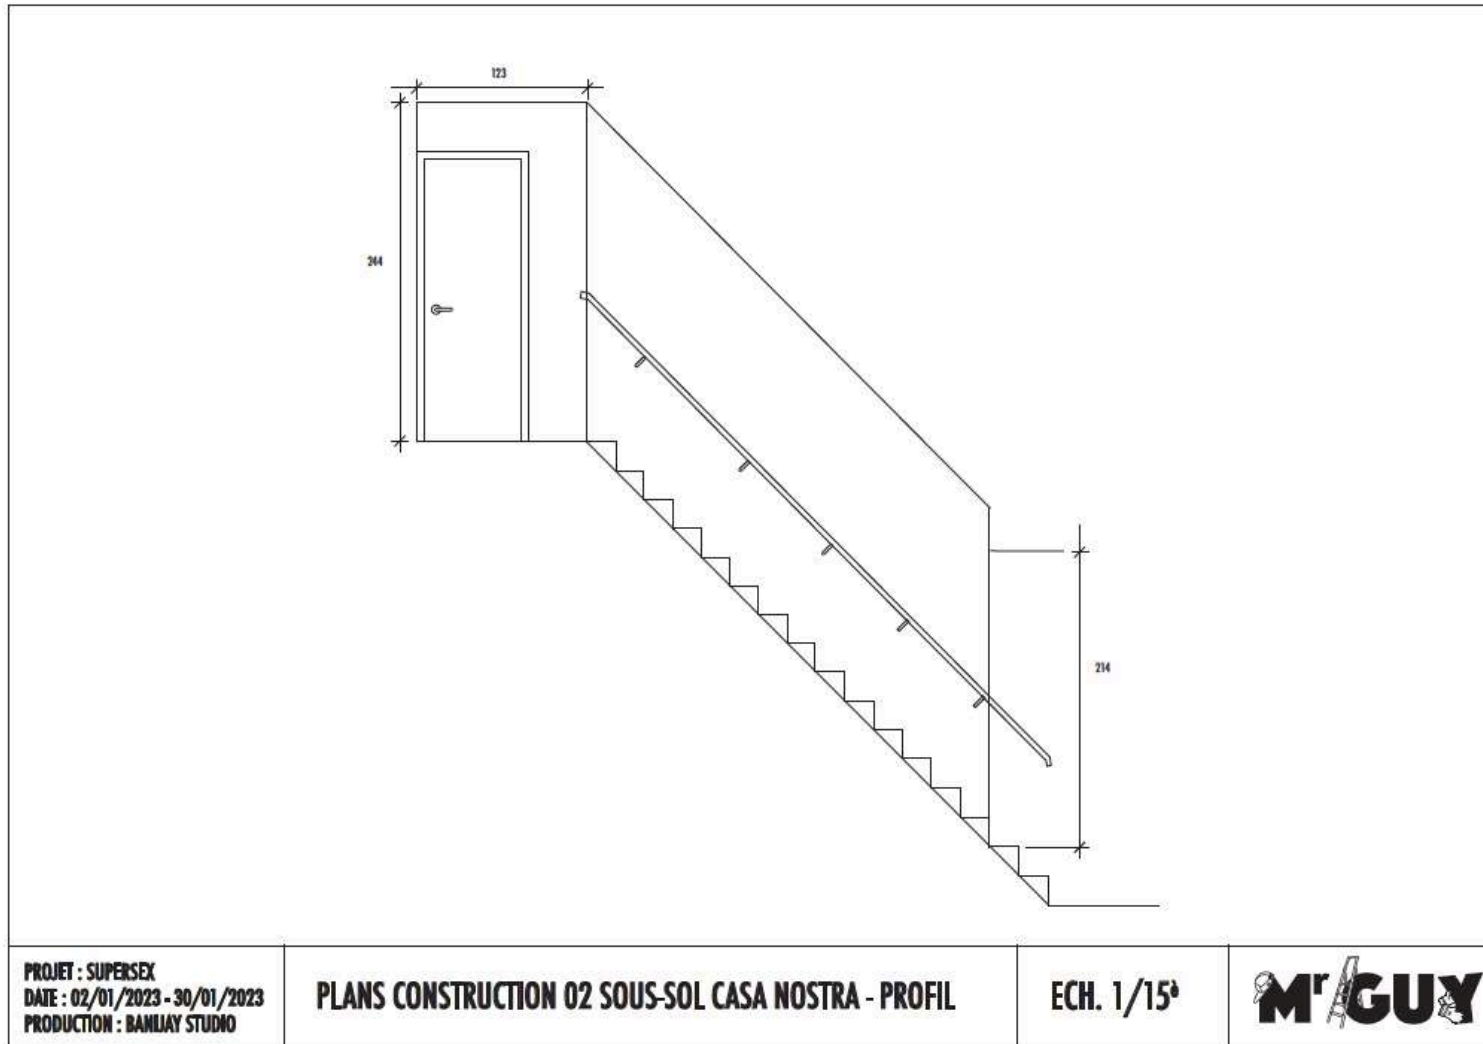 123
244
214
PROJET : SUPERSEX
DATE : 02/01/2023 - 30/01/2023
PRODUCTION : BANIJAY STUDIO
PLANS CONSTRUCTION 02 SOUS-SOL CASA NOSTRA - PROFIL
ECH. 1/15è
Mr GUY